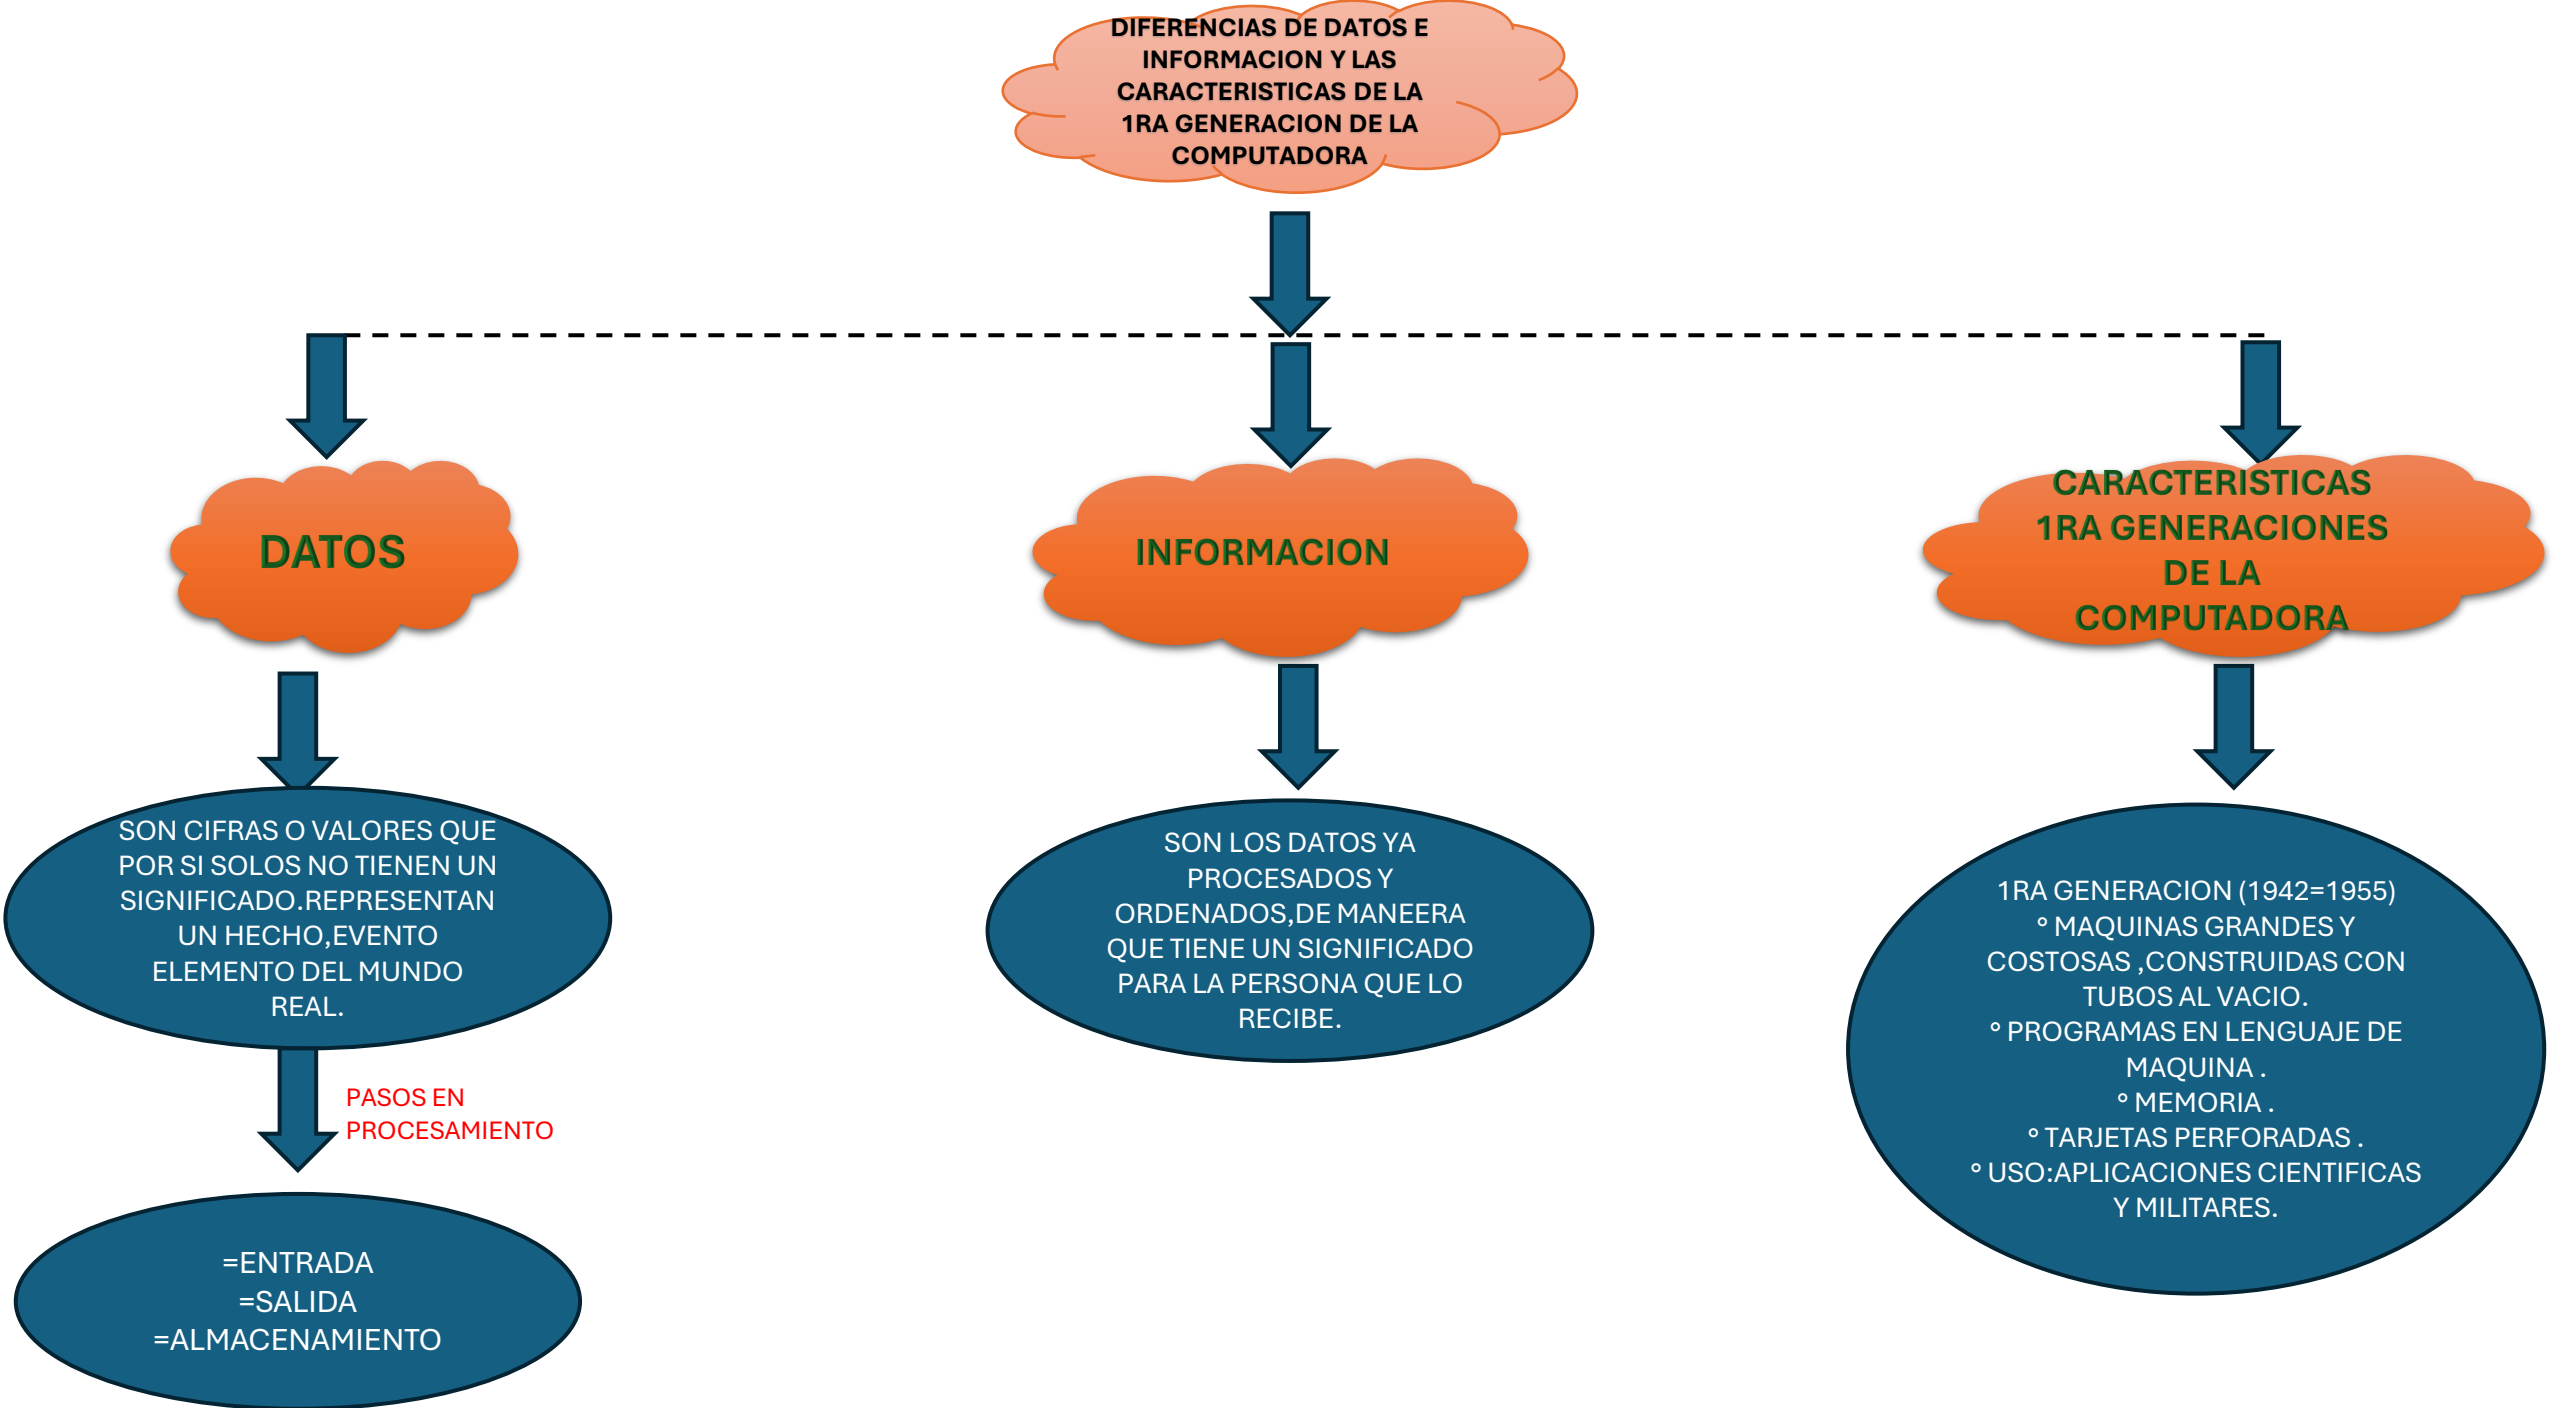 DIFERENCIAS DE DATOS E
INFORMACION Y LAS
CARACTERISTICAS DE LA
1RA GENERACION DE LA
COMPUTADORA
DATOS
INFORMACION
CARACTERISTICAS
1RA GENERACIONES
DE LA
COMPUTADORA
SON CIFRAS O VALORES QUE
POR SI SOLOS NO TIENEN UN
SIGNIFICADO.REPRESENTAN
UN HECHO,EVENTO
ELEMENTO DEL MUNDO
REAL.
PASOS EN
PROCESAMIENTO
=ENTRADA
=SALIDA
=ALMACENAMIENTO
SON LOS DATOS YA
PROCESADOS Y
ORDENADOS,DE MANEERA
QUE TIENE UN SIGNIFICADO
PARA LA PERSONA QUE LO
RECIBE.
1RA GENERACION (1942=1955)
° MAQUINAS GRANDES Y
COSTOSAS ,CONSTRUIDAS CON
TUBOS AL VACIO.
° PROGRAMAS EN LENGUAJE DE
MAQUINA .
° MEMORIA .
° TARJETAS PERFORADAS .
° USO:APLICACIONES CIENTIFICAS
Y MILITARES.